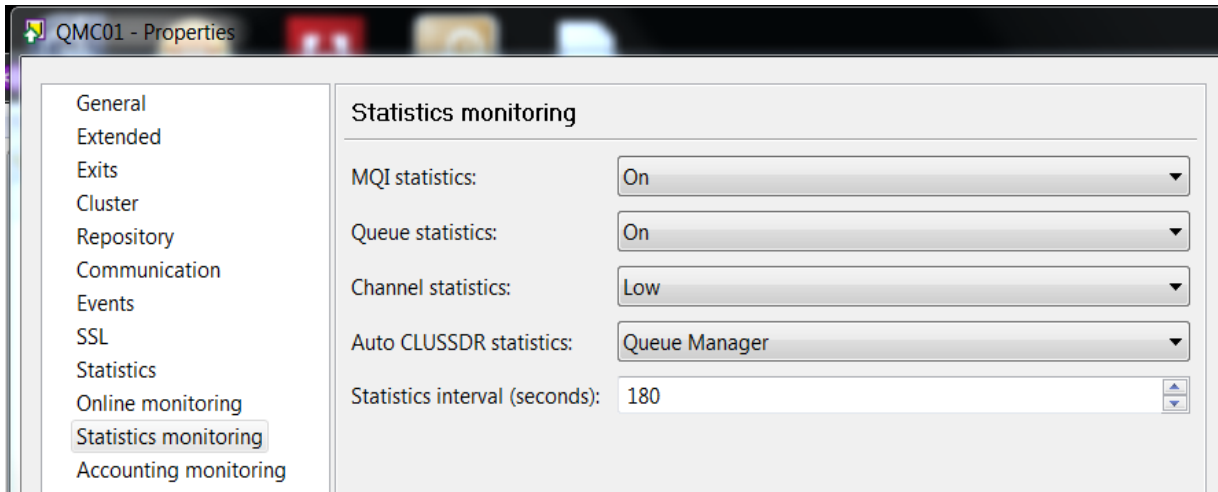 QMC01 - Properties
General
Extended
Exits
Cluster
Repository
Communication
Events
SSL
Statistics
Online monitoring
Statistics monitoring
Accounting monitoring
Statistics monitoring
MQI statistics: On
Queue statistics: On
Channel statistics: Low
Auto CLUSSDR statistics: Queue Manager
Statistics interval (seconds): 180